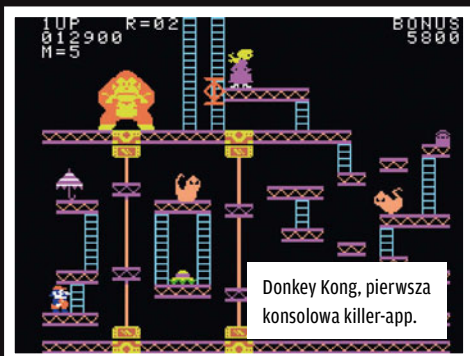 1UP R=02 BONUS
012900 5800
M=5
Donkey Kong, pierwsza
konsolowa killer-app.